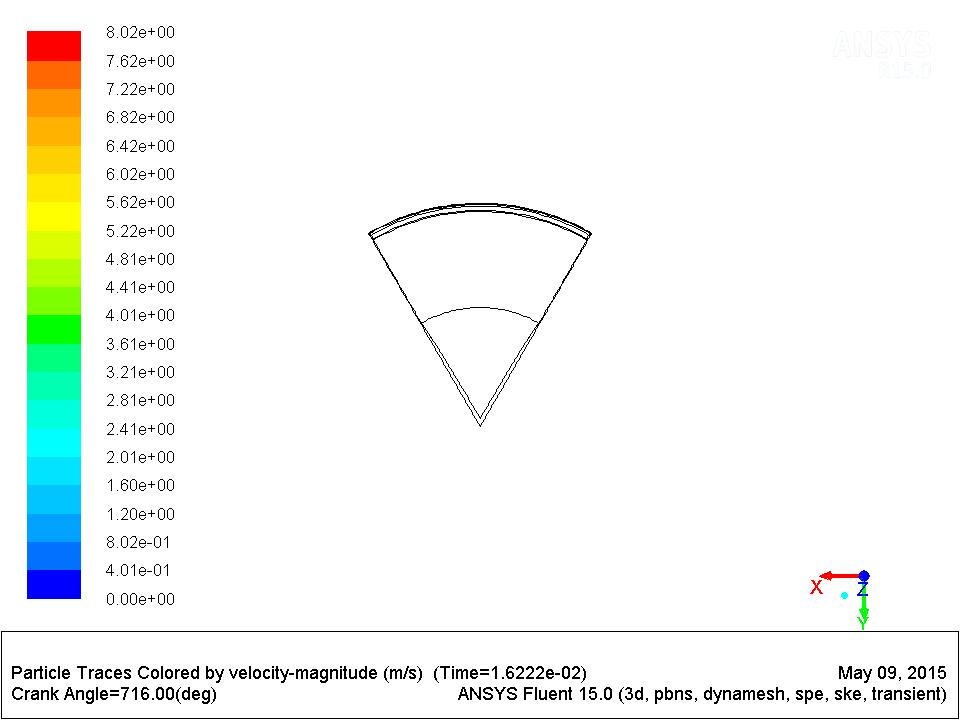 8.02e+00
7.62e+00
7.22e+00
6.82e+00
6.42e+00
6.02e+00
5.62e+00
5.22e+00
4.81e+00
4.41e+00
4.01e+00
3.61e+00
3.21e+00
2.81e+00
2.41e+00
2.01e+00
1.60e+00
1.20e+00
8.02e-01
4.01e-01
0.00e+00
ANSYS
R15.0
X
Z
Y
Particle Traces Colored by velocity-magnitude (m/s) (Time=1.6222e-02)
Crank Angle=716.00(deg)
May 09, 2015
ANSYS Fluent 15.0 (3d, pbns, dynamesh, spe, ske, transient)